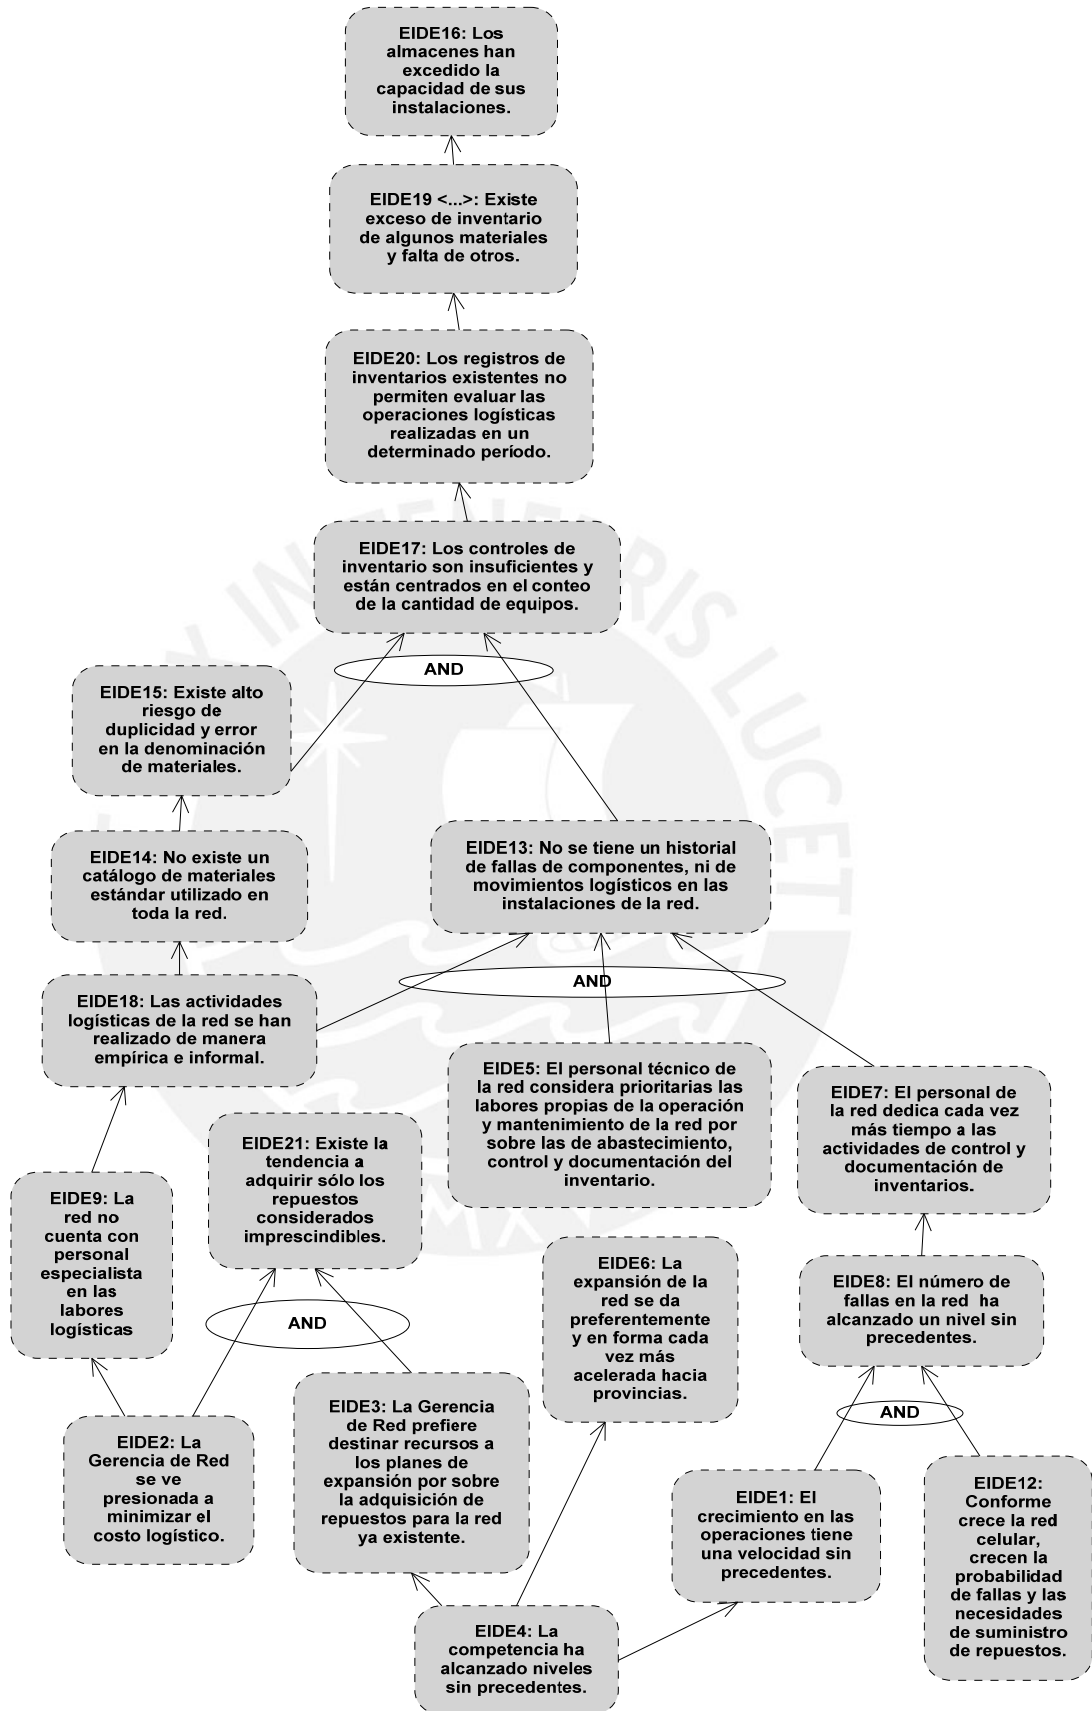 EIDE16: Los
almacenes han
excedido la
capacidad de sus
instalaciones.
EIDE19 <...>: Existe
exceso de inventario
de algunos materiales
y falta de otros.
EIDE20: Los registros de
inventarios existentes no
permiten evaluar las
operaciones logísticas
realizadas en un
determinado período.
EIDE17: Los controles de
inventario son insuficientes y
están centrados en el conteo
de la cantidad de equipos.
AND
EIDE15: Existe alto
riesgo de
duplicidad y error
en la denominación
de materiales.
EIDE14: No existe un
catálogo de materiales
estándar utilizado en
toda la red.
EIDE13: No se tiene un historial
de fallas de componentes, ni de
movimientos logísticos en las
instalaciones de la red.
AND
EIDE18: Las actividades
logísticas de la red se han
realizado de manera
empírica e informal.
EIDE5: El personal técnico de
la red considera prioritarias las
labores propias de la operación
y mantenimiento de la red por
sobre las de abastecimiento,
control y documentación del
inventario.
EIDE7: El personal de
la red dedica cada vez
más tiempo a las
actividades de control y
documentación de
inventarios.
EIDE21: Existe la
tendencia a
adquirir sólo los
repuestos
considerados
imprescindibles.
EIDE9: La
red no
cuenta con
personal
especialista
en las
labores
logísticas
EIDE6: La
expansión de la
red se da
preferentemente
y en forma cada
vez más
acelerada hacia
provincias.
EIDE8: El número de
fallas en la red ha
alcanzado un nivel sin
precedentes.
AND
AND
EIDE3: La Gerencia
de Red prefiere
destinar recursos a
los planes de
expansión por sobre
la adquisición de
repuestos para la red
ya existente.
EIDE2: La
Gerencia de Red
se ve
presionada a
minimizar el
costo logístico.
EIDE1: El
crecimiento en las
operaciones tiene
una velocidad sin
precedentes.
EIDE12:
Conforme
crece la red
celular,
crecen la
probabilidad
de fallas y las
necesidades
de suministro
de repuestos.
EIDE4: La
competencia ha
alcanzado niveles
sin precedentes.